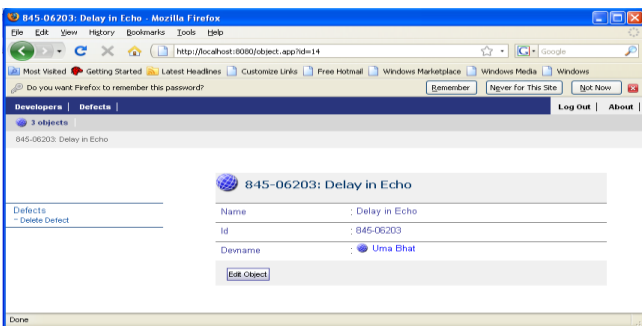 845-06203: Delay in Echo - Mozilla Firefox
File Edit View History Bookmarks Tools Help
http://localhost:8080/object.app?id=14
G Google
Most Visited Getting Started Latest Headlines Customize Links Free Hotmail Windows Marketplace Windows Media Windows
Do you want Firefox to remember this password? Remember Never for This Site Not Now
Developers | Defects | Log Out | About |
3 objects
845-06203: Delay in Echo
845-06203: Delay in Echo
Defects
~ Delete Defect
Name : Delay in Echo
Id : 845-06203
Devname : Uma Bhat
Edit Object
Done